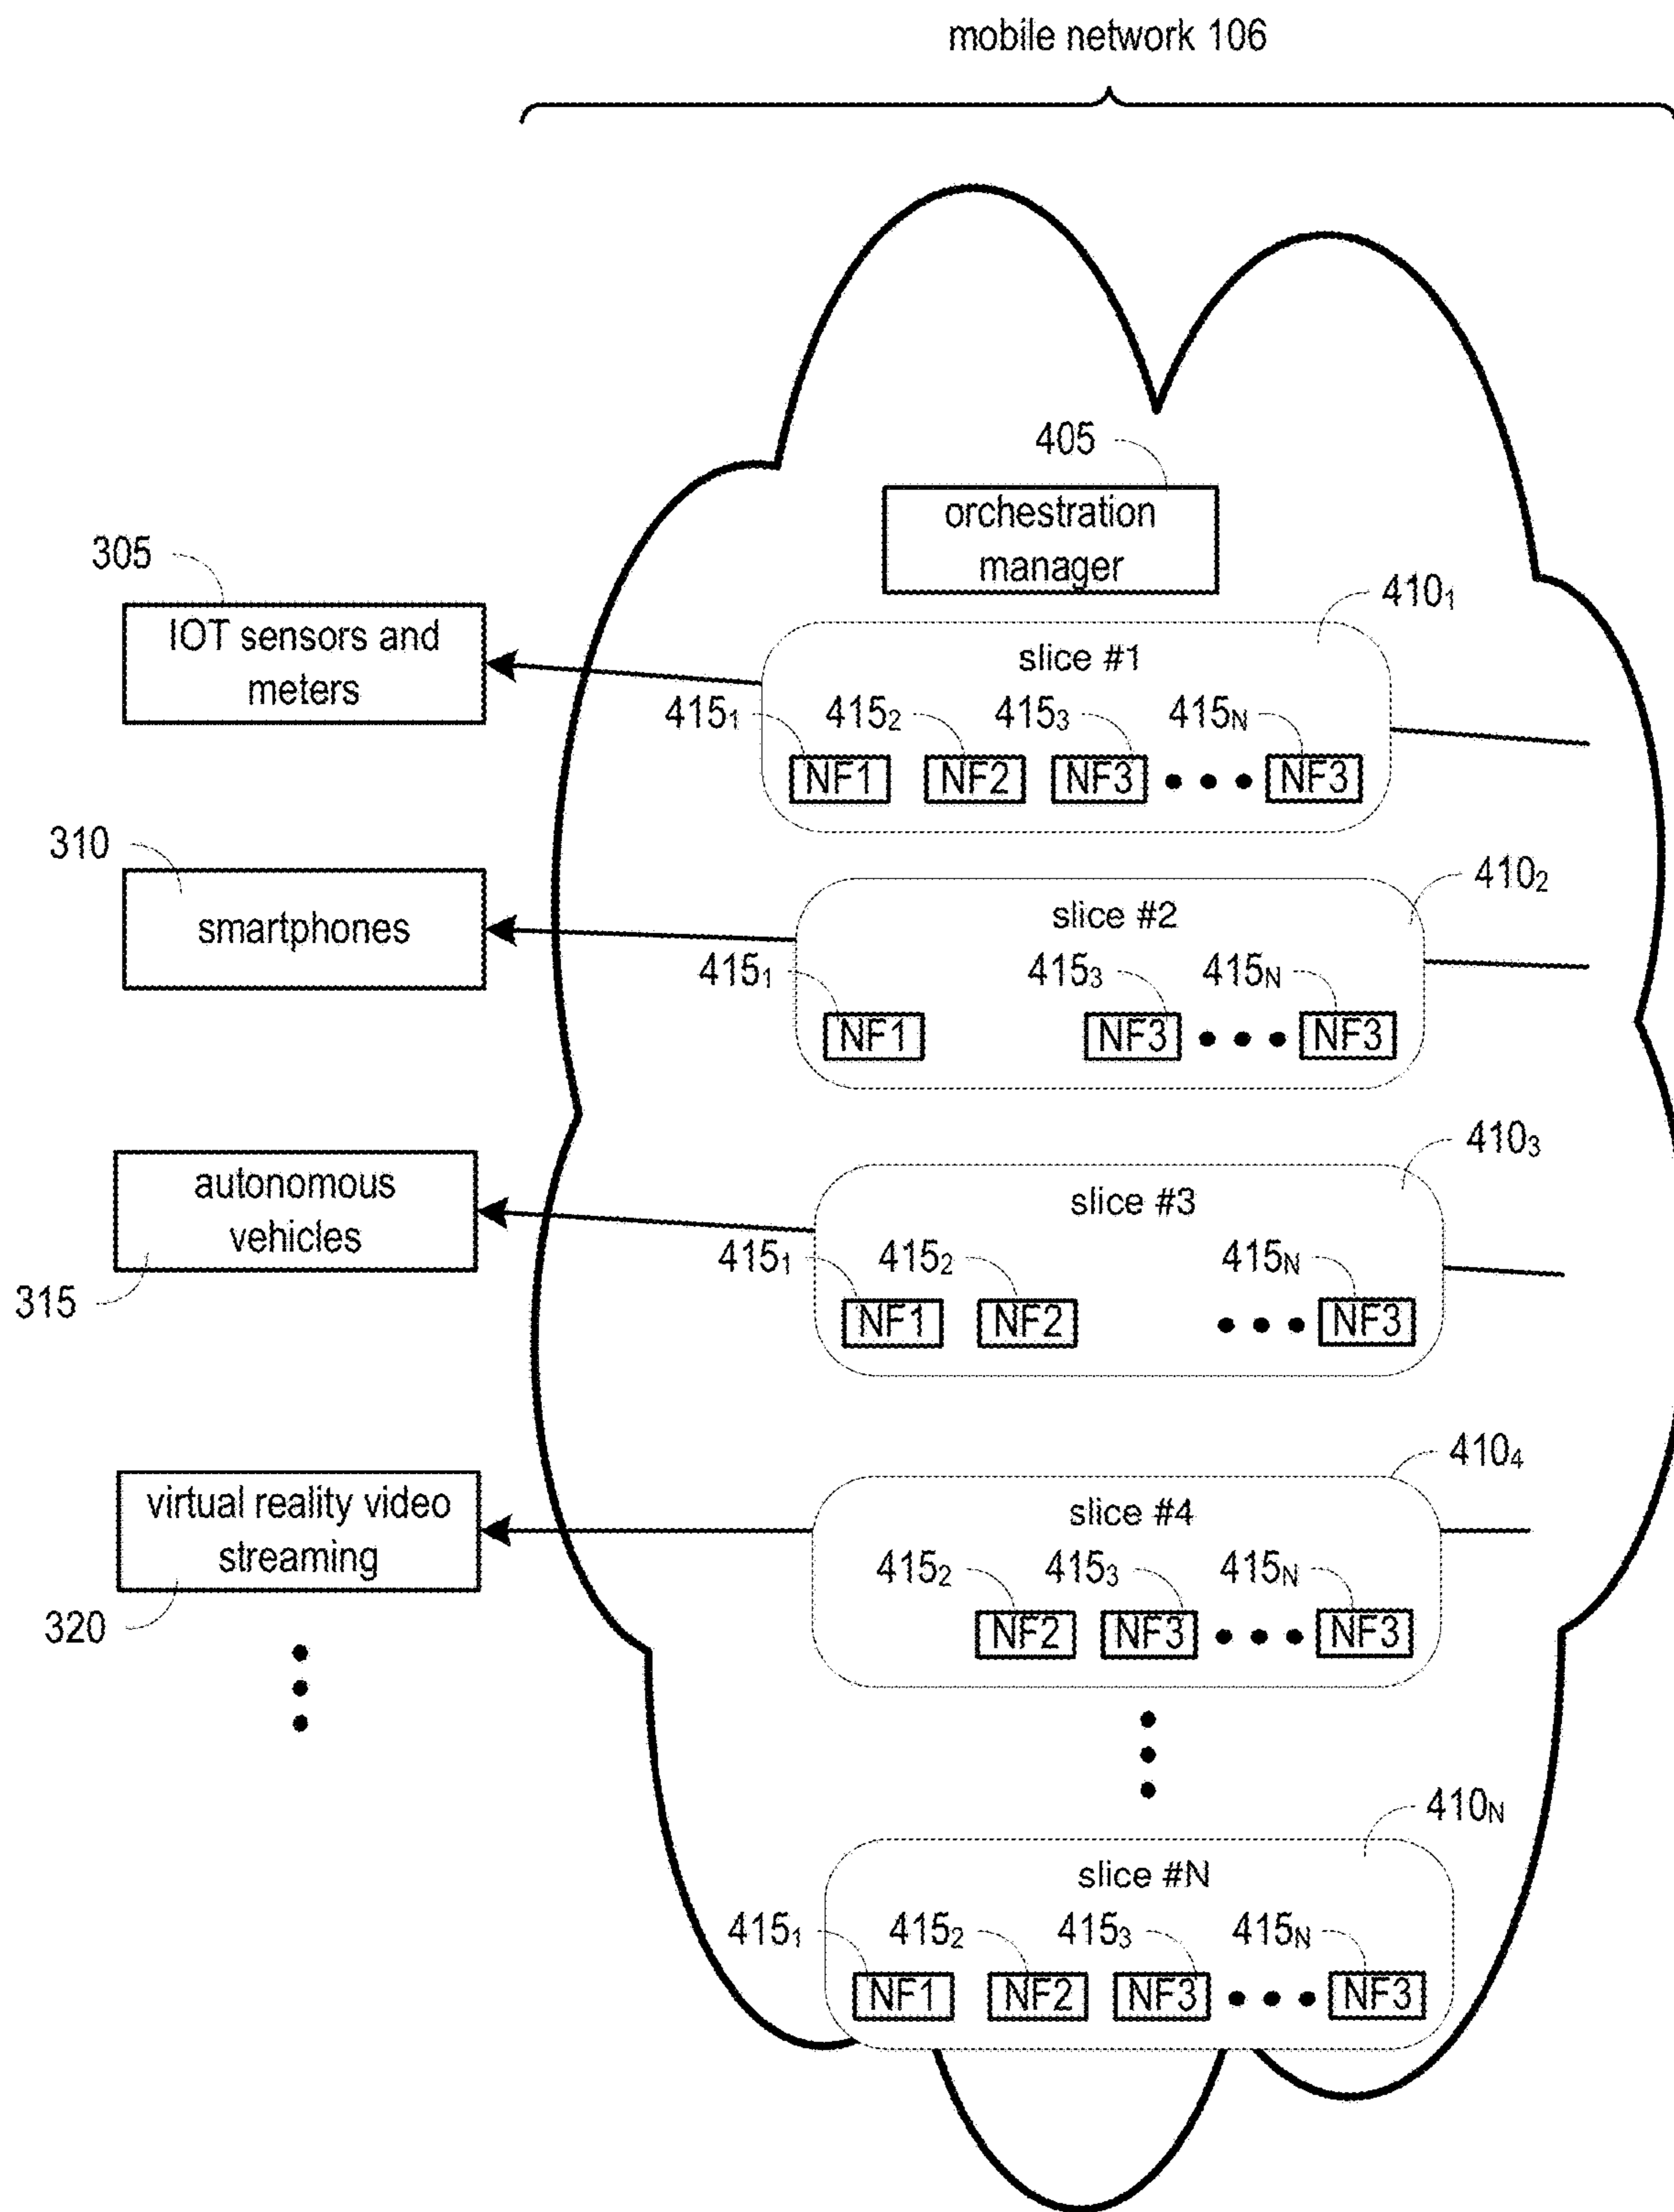 mobile network 106
405
orchestration
manager
305
IOT sensors and
meters
410₁
slice #1
415₁ 415₂ 415₃ 415N
NF1 NF2 NF3 ••• NF3
310
smartphones
410₂
slice #2
415₁ 415₃ 415N
NF1 NF3 ••• NF3
autonomous
vehicles
315
410₃
slice #3
415₁ 415₂ 415N
NF1 NF2 ••• NF3
virtual reality video
streaming
320
410₄
slice #4
415₂ 415₃ 415N
NF2 NF3 ••• NF3
410N
slice #N
415₁ 415₂ 415₃ 415N
NF1 NF2 NF3 ••• NF3